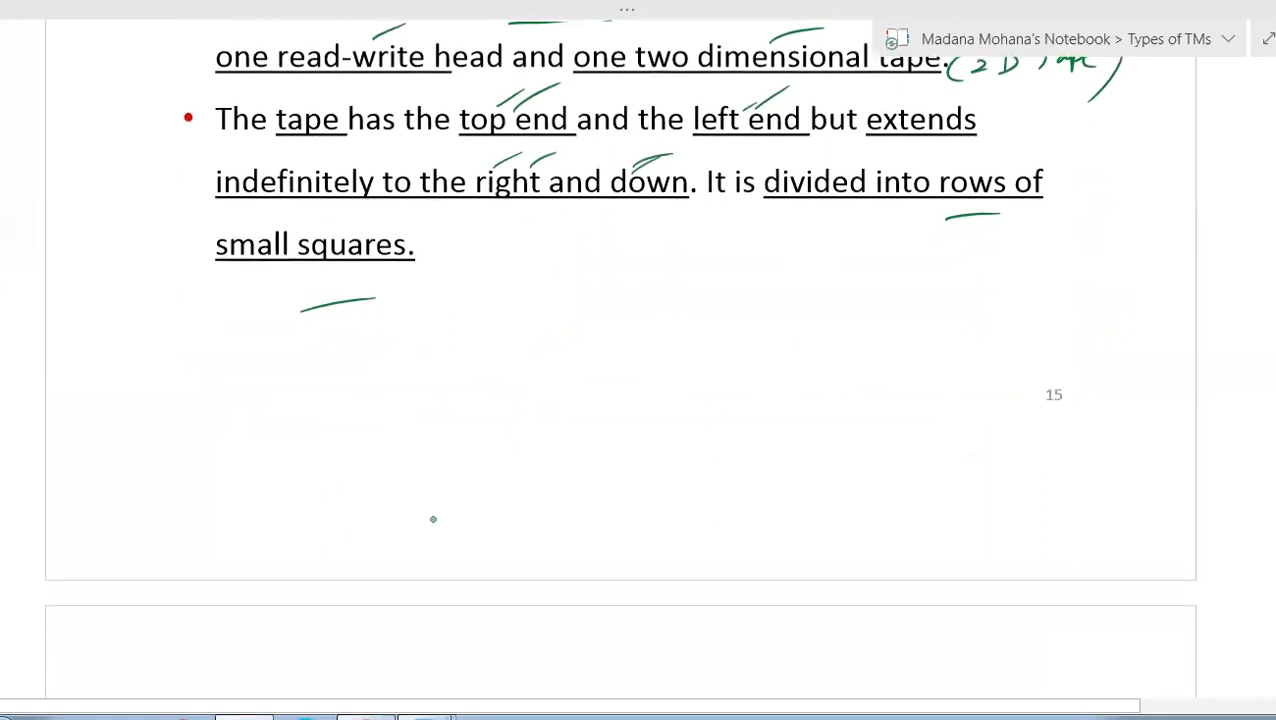 Madana Mohana's Notebook > Types of TMs
one read-write head and one two dimensional tape.
(2D Tape)
• The tape has the top end and the left end but extends
indefinitely to the right and down. It is divided into rows of
small squares.
15